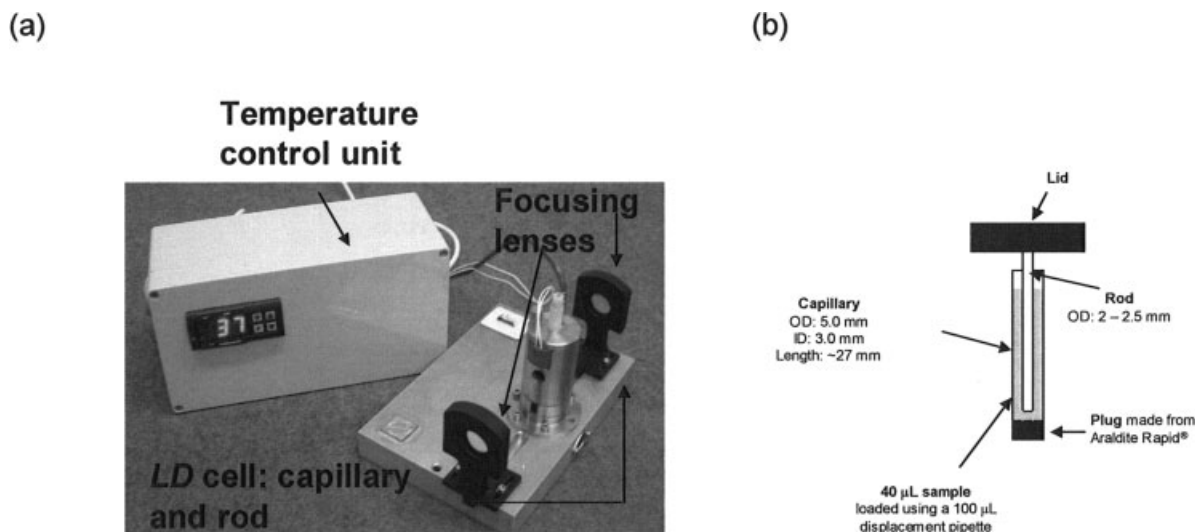 (a)
(b)
Temperature
control unit
Focusing
lenses
37
LD cell: capillary
and rod
Lid
Capillary
OD: 5.0 mm
ID: 3.0 mm
Length: ~27 mm
Rod
OD: 2 – 2.5 mm
Plug made from
Araldite Rapid®
40 µL sample
loaded using a 100 µL
displacement pipette